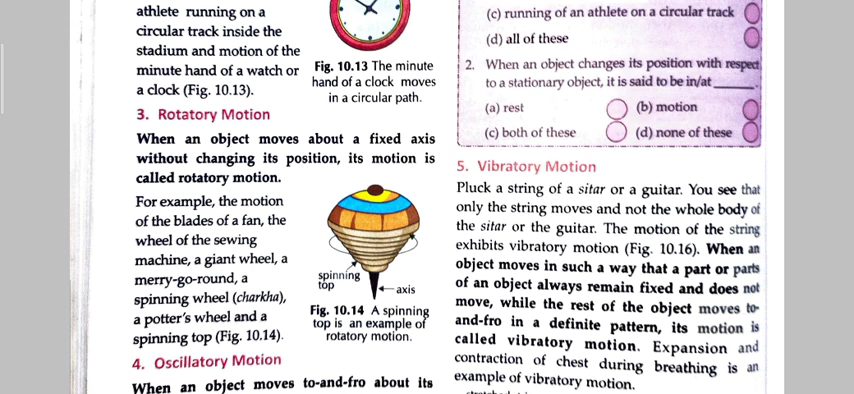 athlete running on a
circular track inside the
stadium and motion of the
minute hand of a watch or
a clock (Fig. 10.13).
Fig. 10.13 The minute
hand of a clock moves
in a circular path.
3. Rotatory Motion
When an object moves about a fixed axis
without changing its position, its motion is
called rotatory motion.
For example, the motion
of the blades of a fan, the
wheel of the sewing
machine, a giant wheel, a
merry-go-round, a
spinning wheel (charkha),
a potter's wheel and a
spinning top (Fig. 10.14).
spinning
top
axis
Fig. 10.14 A spinning
top is an example of
rotatory motion.
4. Oscillatory Motion
When an object moves to-and-fro about its
(c) running of an athlete on a circular track
(d) all of these
2. When an object changes its position with respect
to a stationary object, it is said to be in/at ______.
(a) rest (b) motion
(c) both of these (d) none of these
5. Vibratory Motion
Pluck a string of a sitar or a guitar. You see that
only the string moves and not the whole body of
the sitar or the guitar. The motion of the string
exhibits vibratory motion (Fig. 10.16). When an
object moves in such a way that a part or parts
of an object always remain fixed and does not
move, while the rest of the object moves to-
and-fro in a definite pattern, its motion is
called vibratory motion. Expansion and
contraction of chest during breathing is an
example of vibratory motion.